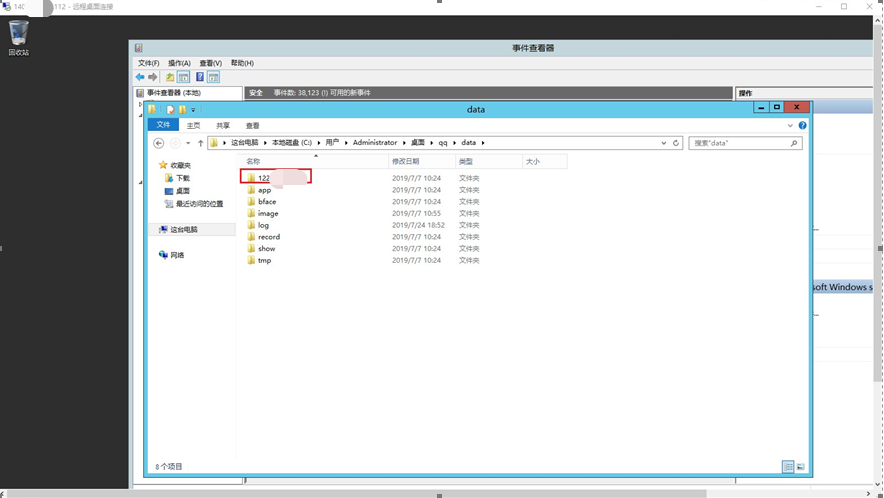 140 112 - 远程桌面连接
回收站
事件查看器
文件(F) 操作(A) 查看(V) 帮助(H)
事件查看器 (本地)
安全 事件数: 38,123 (!) 可用的新事件
操作
data
文件 主页 共享 查看
这台电脑 本地磁盘 (C:) 用户 Administrator 桌面 qq data
搜索"data"
收藏夹
下载
桌面
最近访问的位置
这台电脑
网络
名称 修改日期 类型 大小
122 2019/7/7 10:24 文件夹
app 2019/7/7 10:24 文件夹
bface 2019/7/7 10:24 文件夹
image 2019/7/7 10:55 文件夹
log 2019/7/24 18:52 文件夹
record 2019/7/7 10:24 文件夹
show 2019/7/7 10:24 文件夹
tmp 2019/7/7 10:24 文件夹
soft Windows s
8 个项目